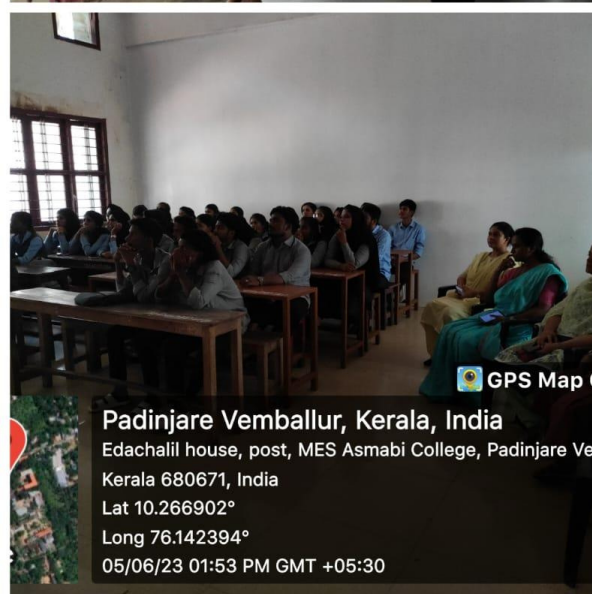 GPS Map
Padinjare Vemballur, Kerala, India
Edachalil house, post, MES Asmabi College, Padinjare Ve
Kerala 680671, India
Lat 10.266902°
Long 76.142394°
05/06/23 01:53 PM GMT +05:30